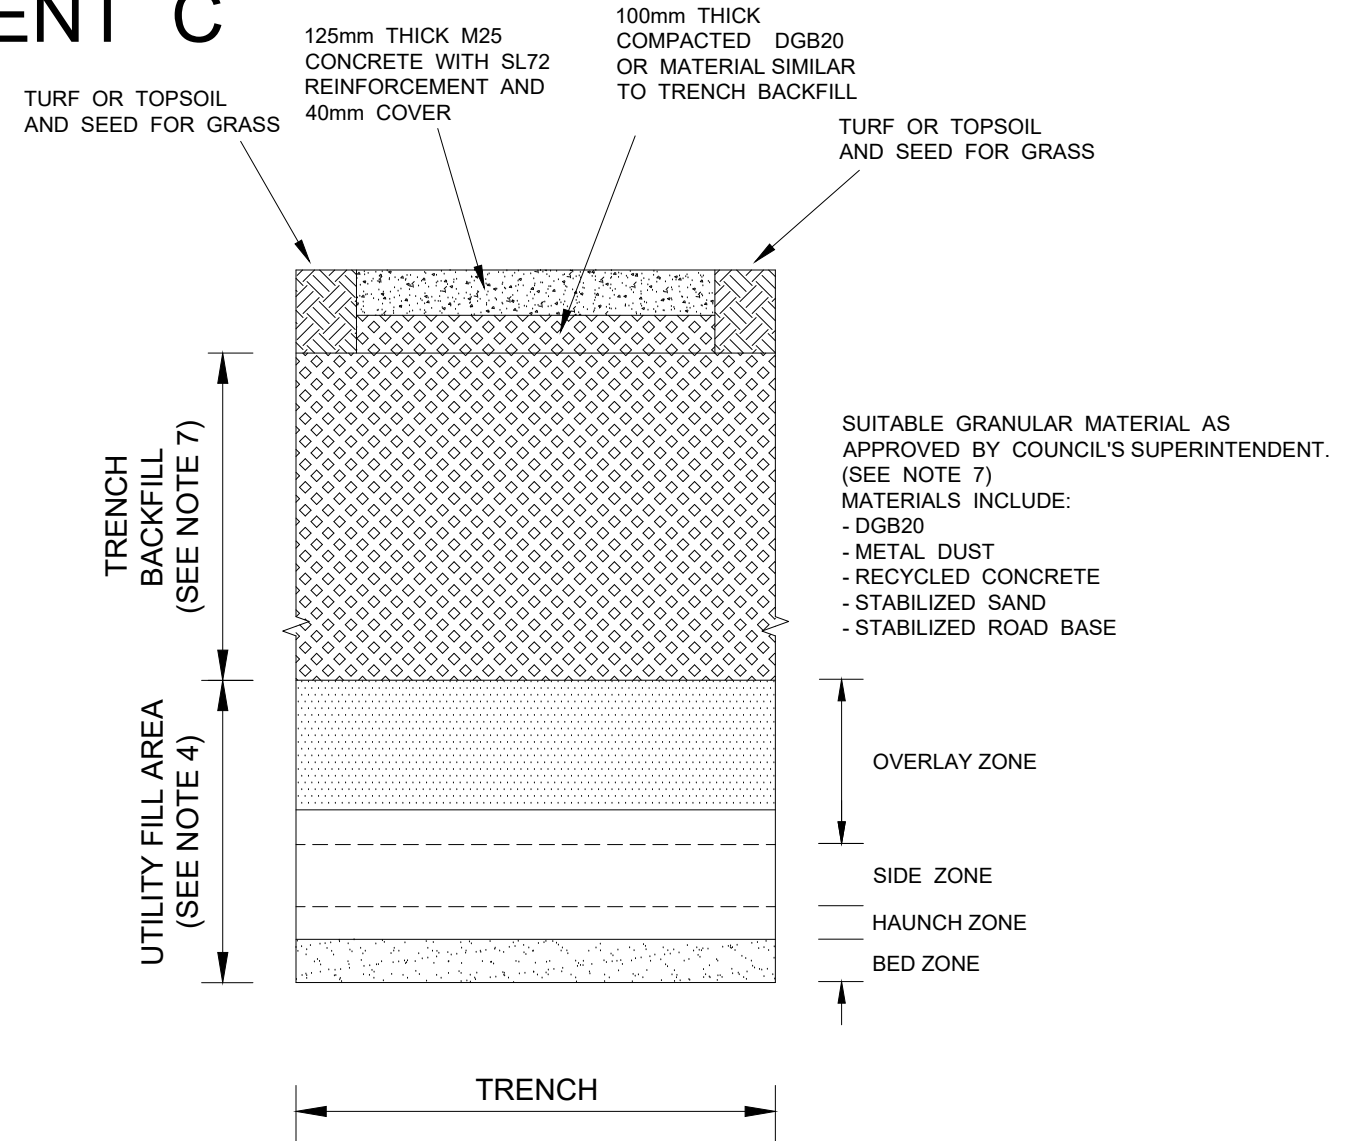 ENT C
125mm THICK M25
CONCRETE WITH SL72
REINFORCEMENT AND
40mm COVER
100mm THICK
COMPACTED DGB20
OR MATERIAL SIMILAR
TO TRENCH BACKFILL
TURF OR TOPSOIL
AND SEED FOR GRASS
TURF OR TOPSOIL
AND SEED FOR GRASS
TRENCH
BACKFILL
(SEE NOTE 7)
SUITABLE GRANULAR MATERIAL AS
APPROVED BY COUNCIL'S SUPERINTENDENT.
(SEE NOTE 7)
MATERIALS INCLUDE:
- DGB20
- METAL DUST
- RECYCLED CONCRETE
- STABILIZED SAND
- STABILIZED ROAD BASE
UTILITY FILL AREA
(SEE NOTE 4)
OVERLAY ZONE
SIDE ZONE
HAUNCH ZONE
BED ZONE
TRENCH